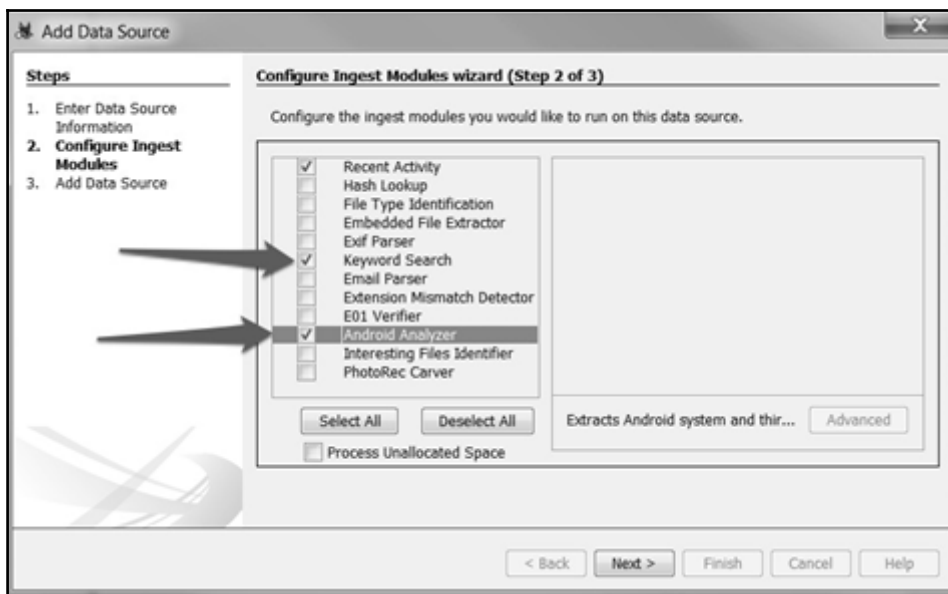 Add Data Source
X
Steps
1. Enter Data Source
Information
2. Configure Ingest
Modules
3. Add Data Source
Configure Ingest Modules wizard (Step 2 of 3)
Configure the ingest modules you would like to run on this data source.
Recent Activity
Hash Lookup
File Type Identification
Embedded File Extractor
Exif Parser
Keyword Search
Email Parser
Extension Mismatch Detector
E01 Verifier
Android Analyzer
Interesting Files Identifier
PhotoRec Carver
Select All Deselect All
Process Unallocated Space
Extracts Android system and thir... Advanced
< Back Next > Finish Cancel Help